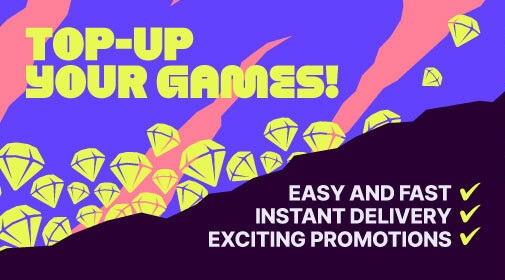 TOP-UP
YOUR GAMES!
EASY AND FAST ✓
INSTANT DELIVERY ✓
EXCITING PROMOTIONS ✓